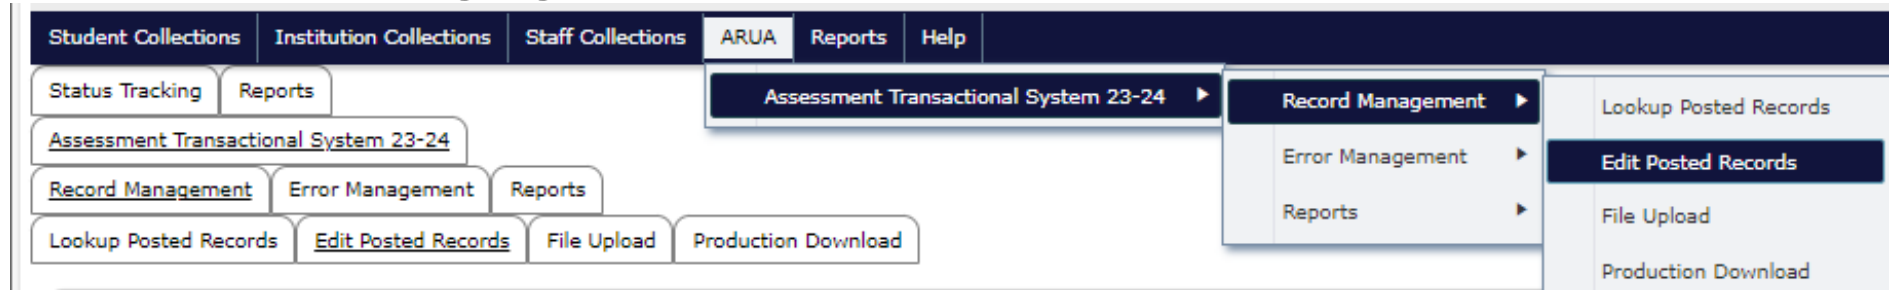 Student Collections Institution Collections Staff Collections ARUA Reports Help
Status Tracking Reports
Assessment Transactional System 23-24
Record Management Error Management Reports
Lookup Posted Records Edit Posted Records File Upload Production Download
Assessment Transactional System 23-24
Record Management
Error Management
Reports
Lookup Posted Records
Edit Posted Records
File Upload
Production Download